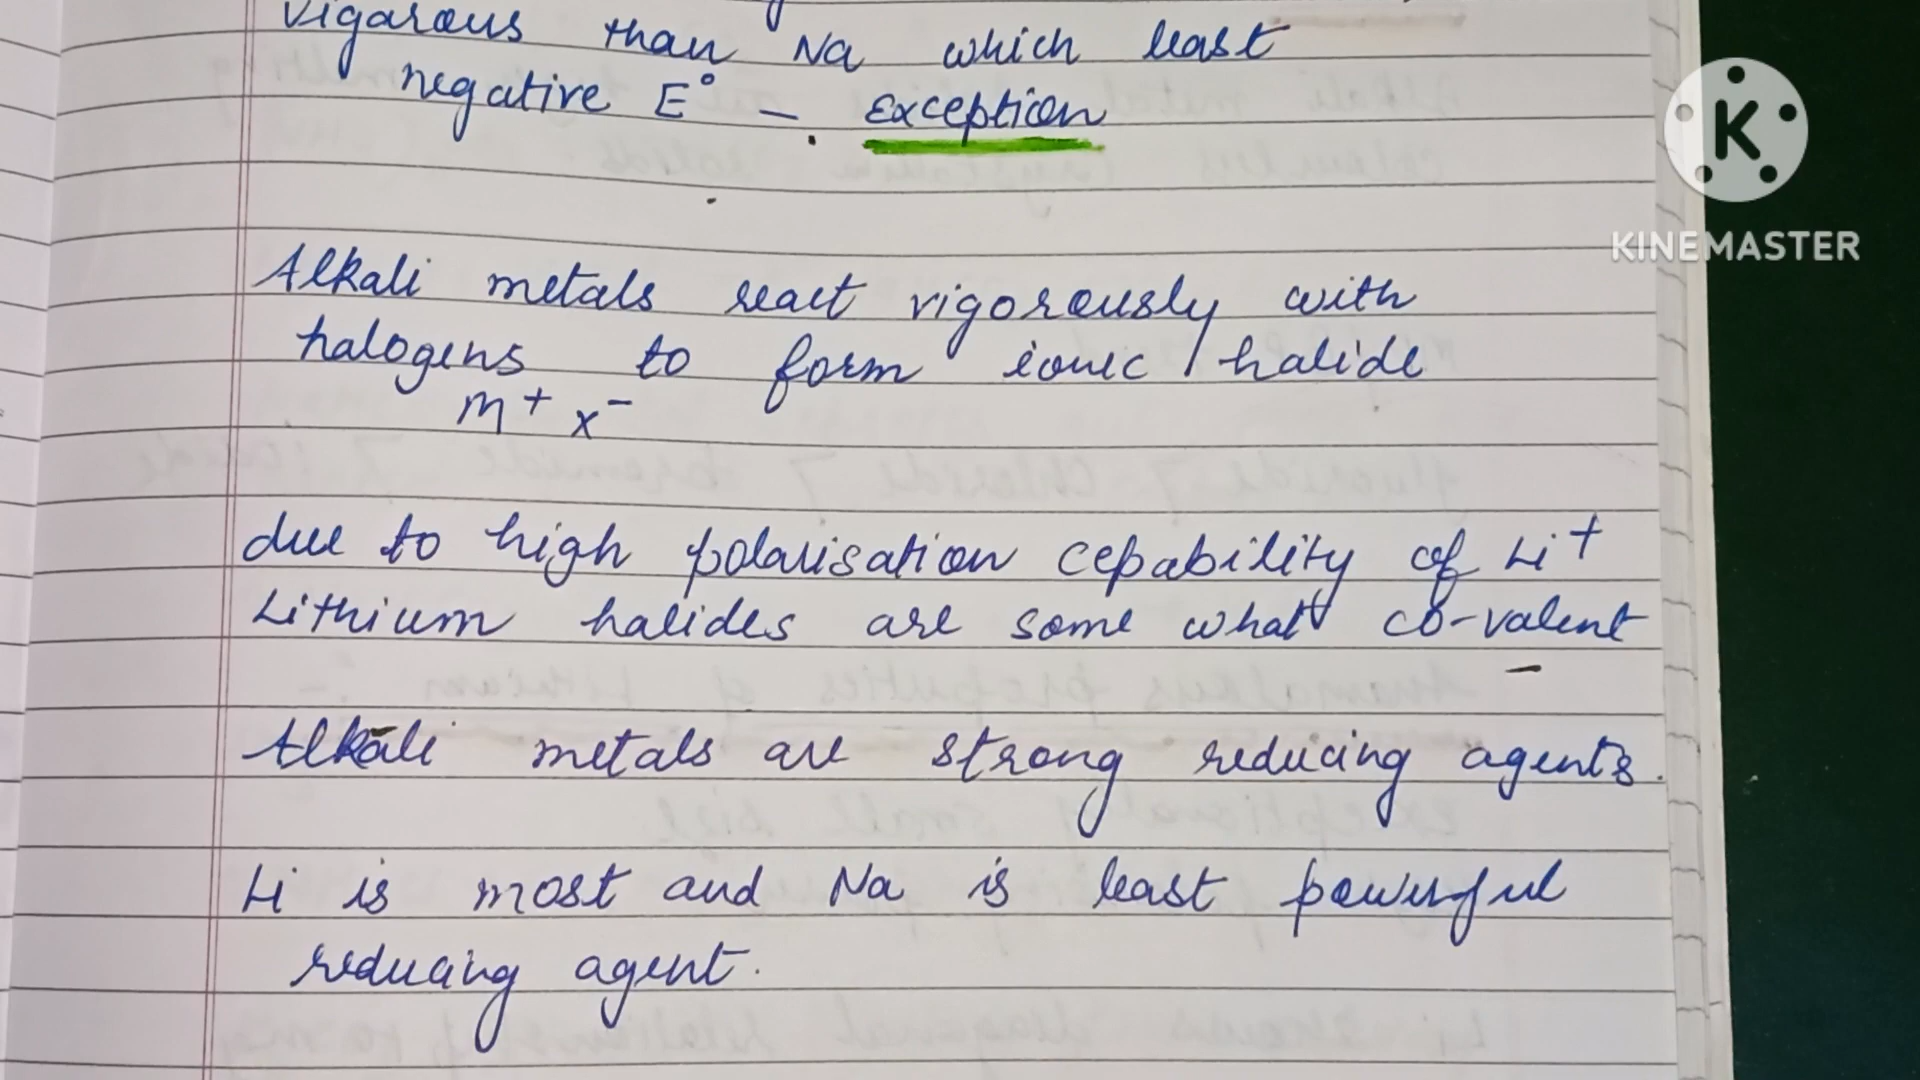 vigarous than Na which least
negative E° - exception
Alkali metals react vigorously with
halogens to form ionic halide
M+ X-
due to high polarisation cepability of Li+
Lithium halides are some what co-valent
Alkali metals are strong reducing agents.
Li is most and Na is least powerful
reducing agent.
K
KINEMASTER